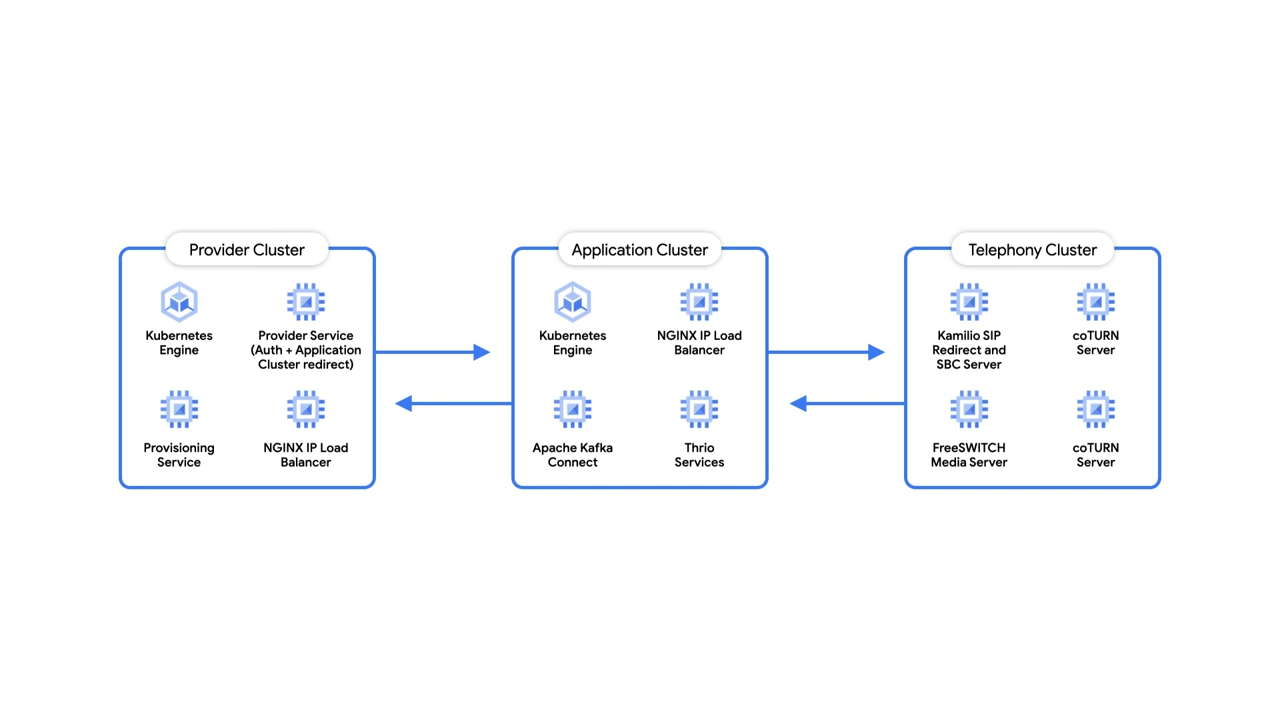 Provider Cluster
Kubernetes
Engine
Provider Service
(Auth + Application
Cluster redirect)
Provisioning
Service
NGINX IP Load
Balancer
Application Cluster
Kubernetes
Engine
NGINX IP Load
Balancer
Apache Kafka
Connect
Thrio
Services
Telephony Cluster
Kamilio SIP
Redirect and
SBC Server
coTURN
Server
FreeSWITCH
Media Server
coTURN
Server